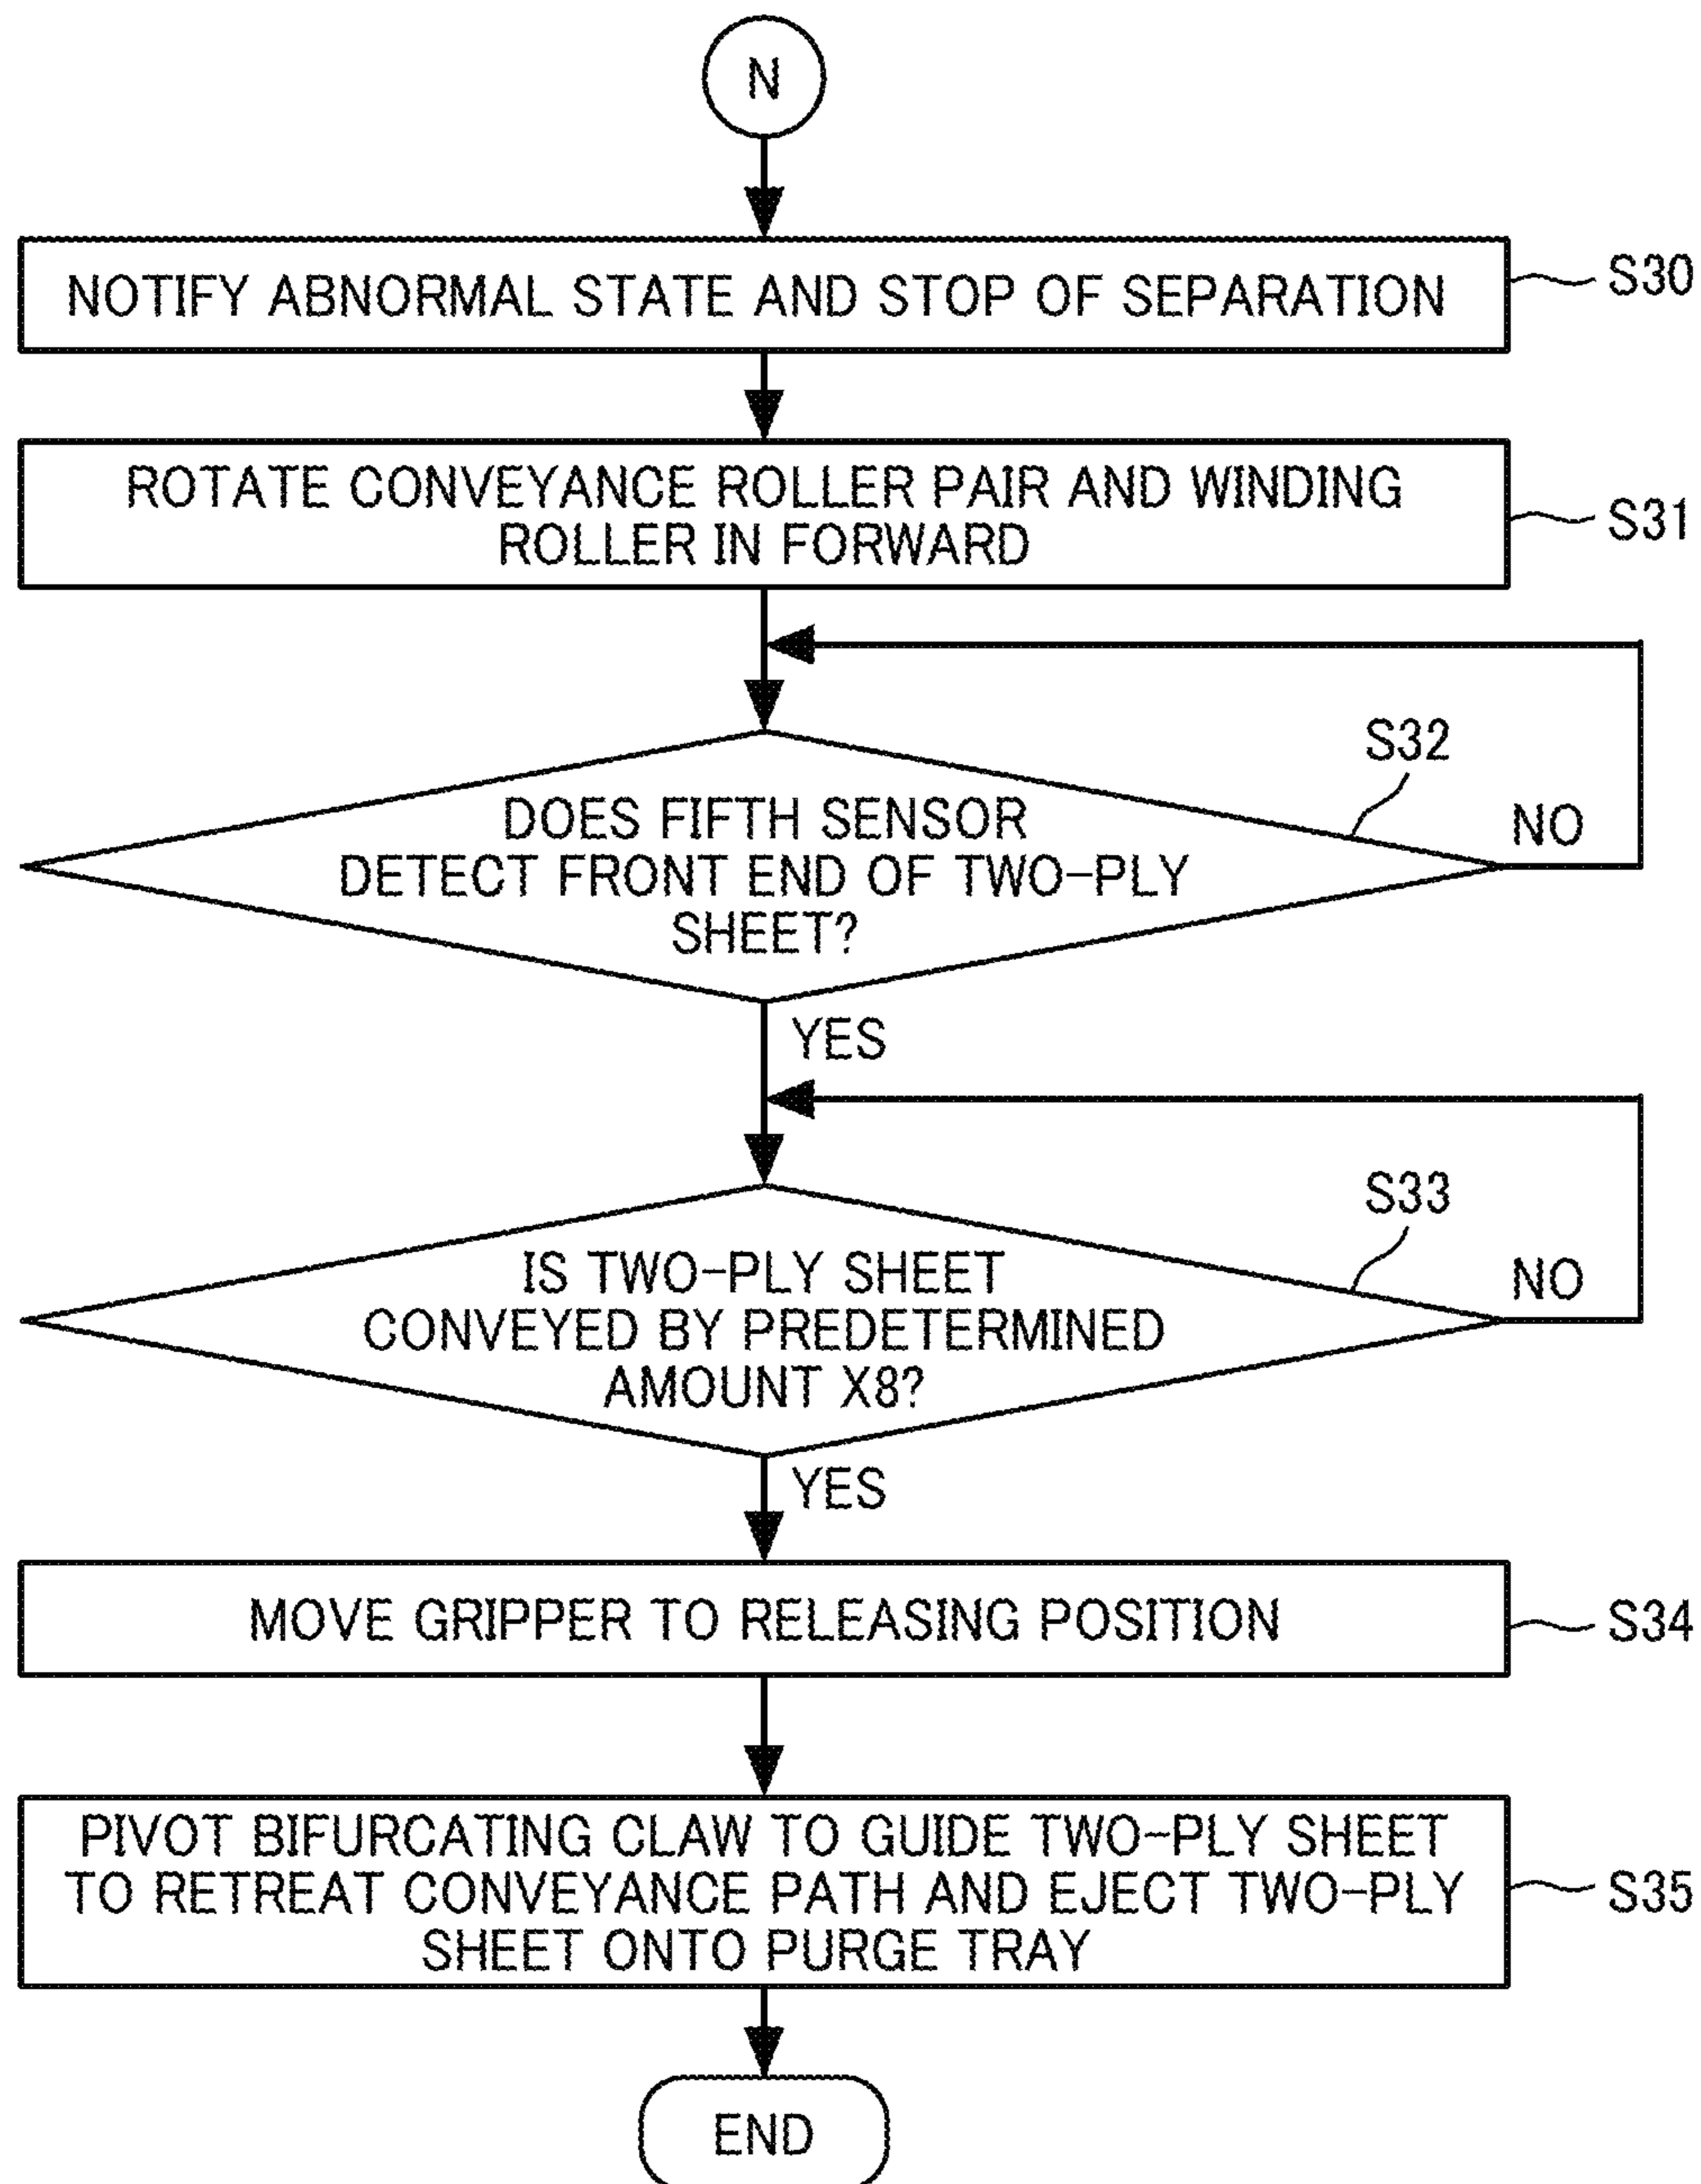 N
NOTIFY ABNORMAL STATE AND STOP OF SEPARATION
S30
ROTATE CONVEYANCE ROLLER PAIR AND WINDING
ROLLER IN FORWARD
S31
S32
DOES FIFTH SENSOR
DETECT FRONT END OF TWO-PLY
SHEET?
NO
YES
S33
IS TWO-PLY SHEET
CONVEYED BY PREDETERMINED
AMOUNT X8?
NO
YES
MOVE GRIPPER TO RELEASING POSITION
S34
PIVOT BIFURCATING CLAW TO GUIDE TWO-PLY SHEET
TO RETREAT CONVEYANCE PATH AND EJECT TWO-PLY
SHEET ONTO PURGE TRAY
S35
END